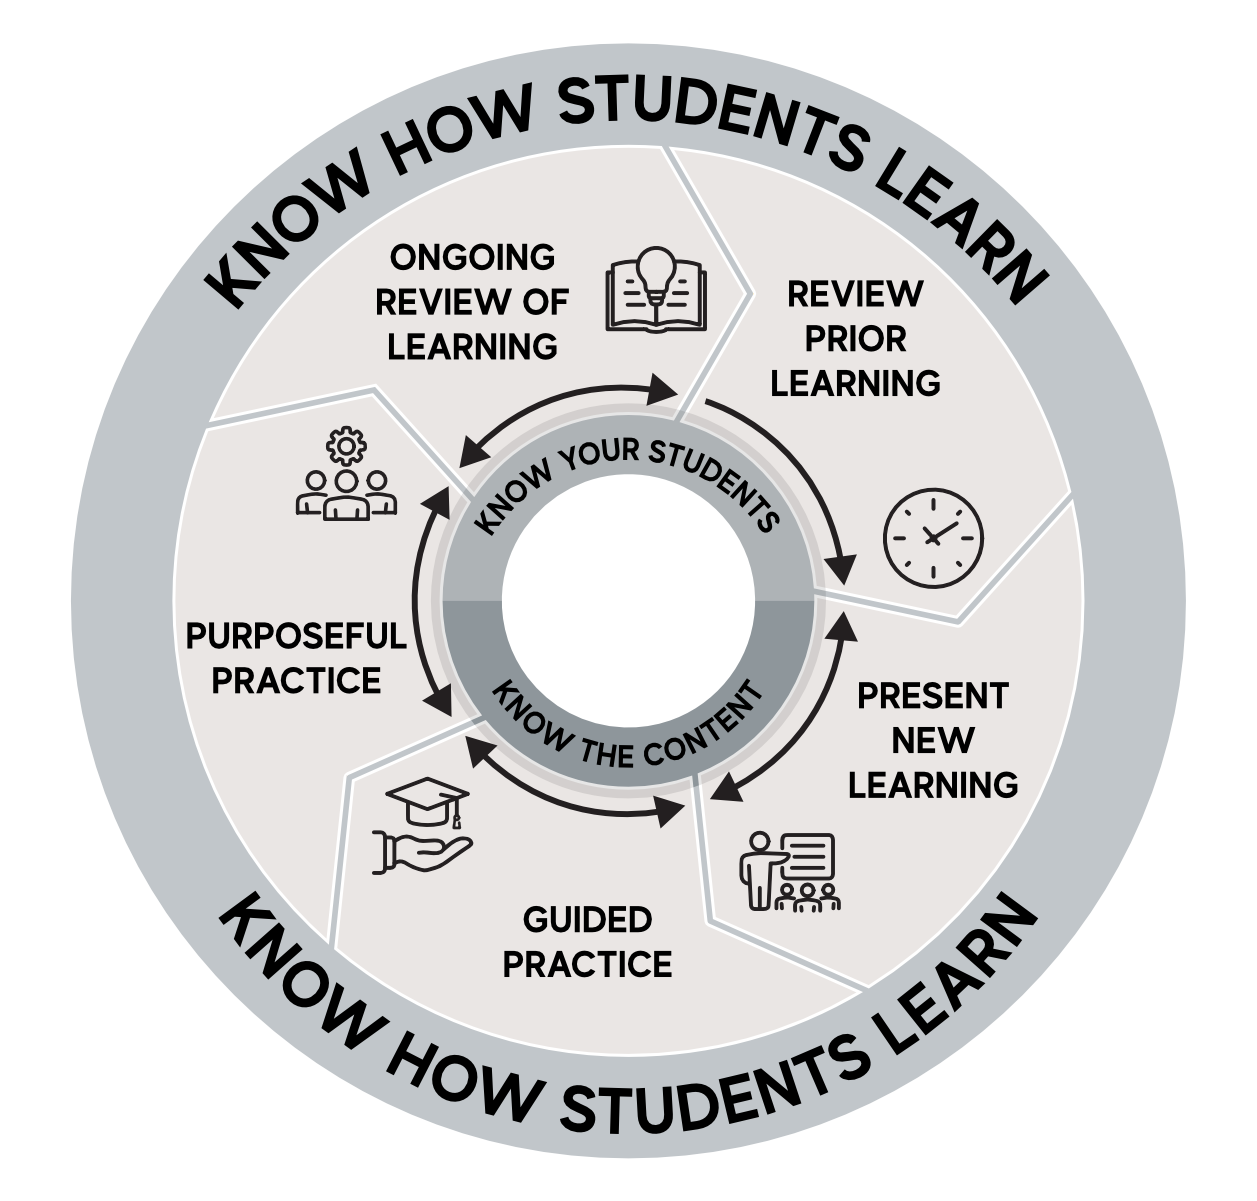 KNOW HOW STUDENTS LEARN
ONGOING
REVIEW OF
LEARNING
REVIEW
PRIOR
LEARNING
KNOW YOUR STUDENTS
PURPOSEFUL
PRACTICE
KNOW THE CONTENT
PRESENT
NEW
LEARNING
GUIDED
PRACTICE
KNOW HOW STUDENTS LEARN